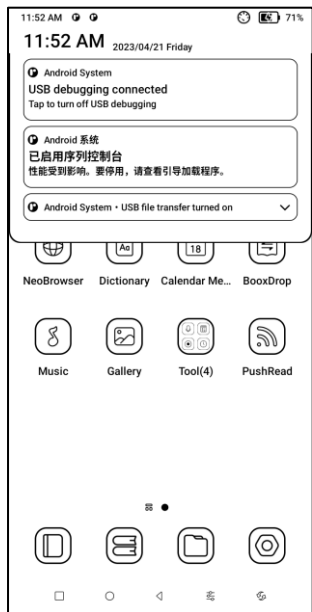 11:52 AM 71%
11:52 AM 2023/04/21 Friday
Android System
USB debugging connected
Tap to turn off USB debugging
Android 系统
已启用序列控制台
性能受到影响。要停用，请查看引导加载程序。
Android System • USB file transfer turned on
Aa 18
NeoBrowser Dictionary Calendar Me... BooxDrop
Music Gallery Tool(4) PushRead